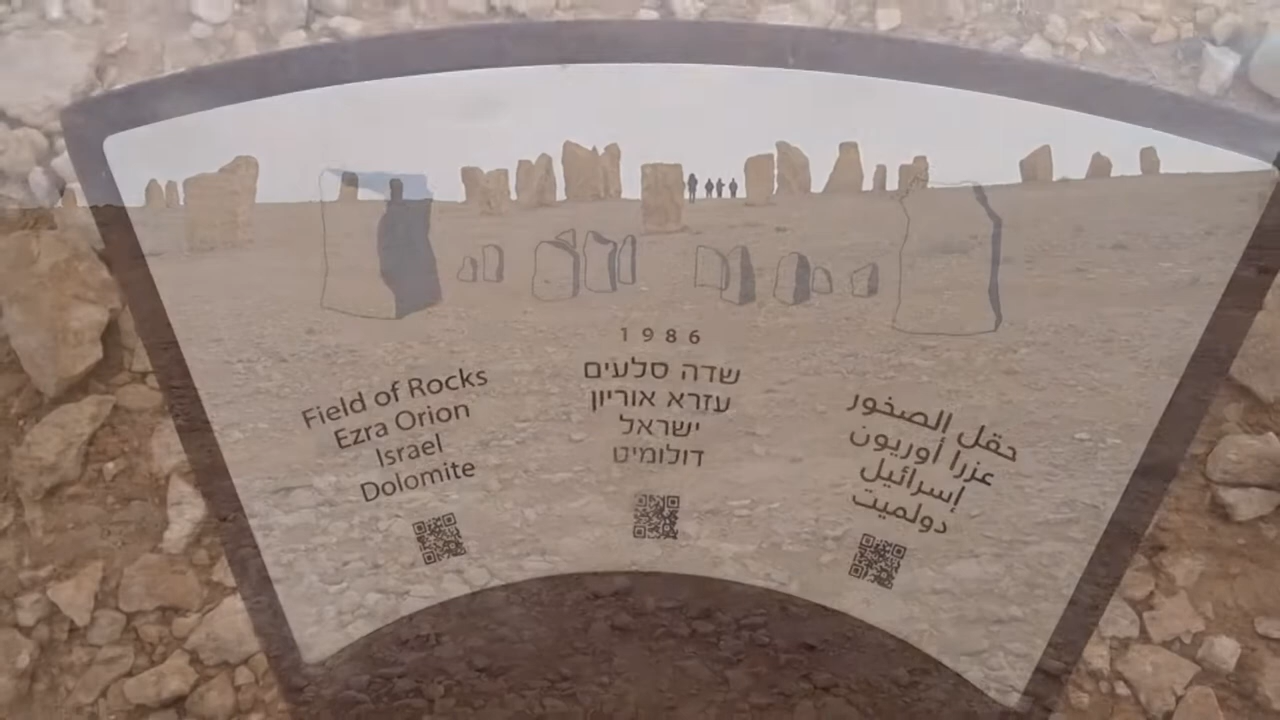 1986
Field of Rocks
Ezra Orion
Israel
Dolomite
שדה סלעים
עזרא אוריון
ישראל
דולומיט
حقل الصخور
عزرا أوريون
إسرائيل
دولميت